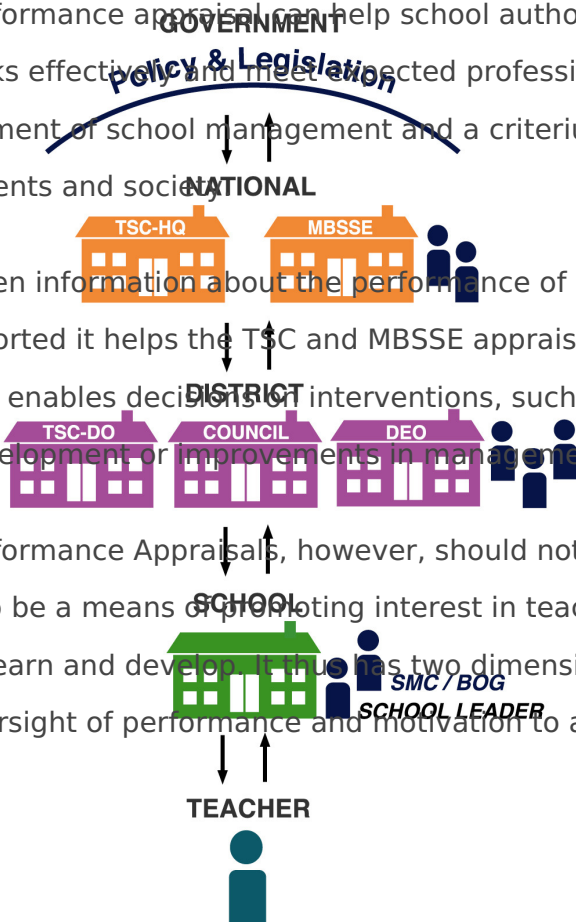 formance appraisal can help school autho
GOVERNMENT
Policy & Legislation
ks effectively and meet expected professi
ment of school management and a criteriu
ents and society.
NATIONAL
TSC-HQ MBSSE
en information about the performance of
orted it helps the TSC and MBSSE apprais
enables decisions on interventions, such
DISTRICT
TSC-DO COUNCIL DEO
elopment or improvements in manageme
formance Appraisals, however, should not
o be a means of promoting interest in teac
SCHOOL
earn and develop. It thus has two dimensi
SMC / BOG
SCHOOL LEADER
rsight of performance and motivation to a
TEACHER